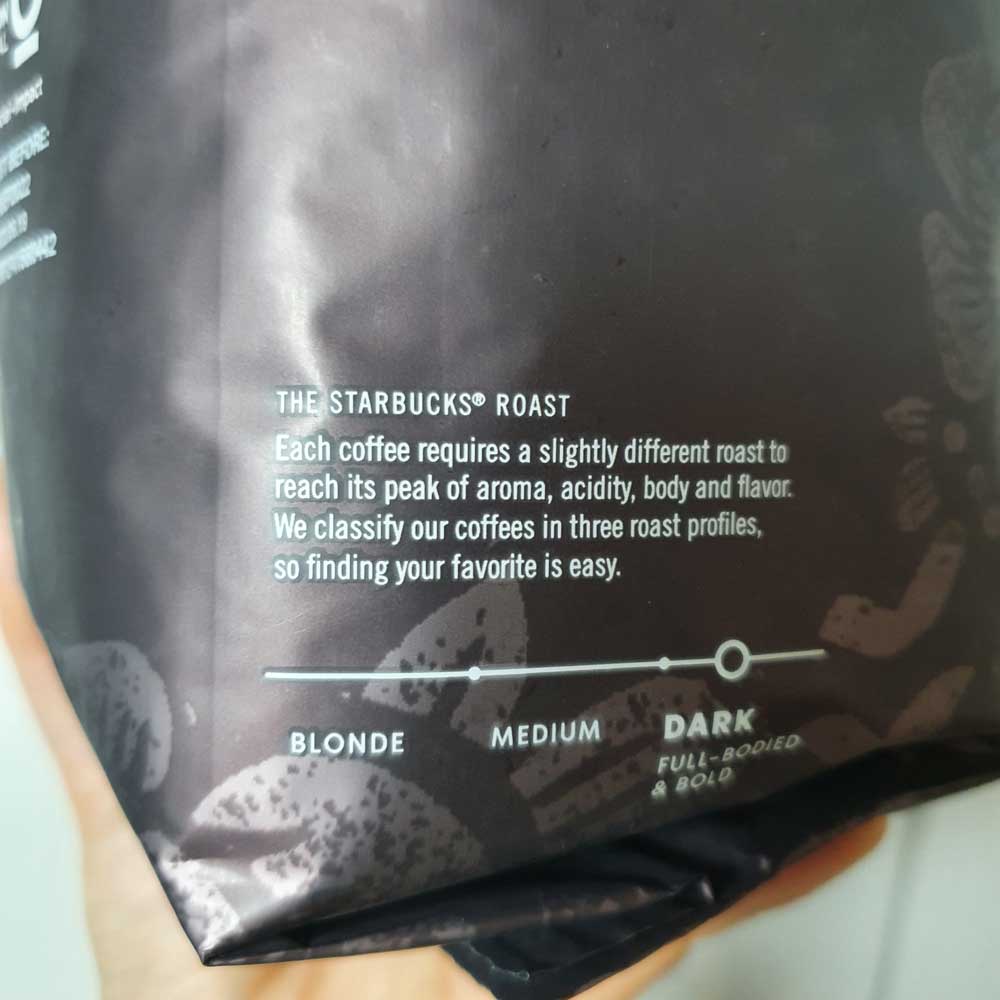 THE STARBUCKS® ROAST
Each coffee requires a slightly different roast to
reach its peak of aroma, acidity, body and flavor.
We classify our coffees in three roast profiles,
so finding your favorite is easy.
BLONDE
MEDIUM
DARK
FULL-BODIED
& BOLD